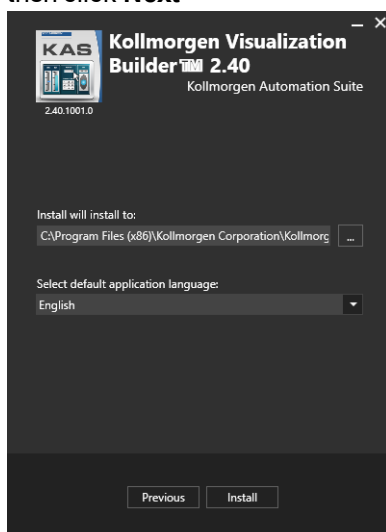 then click Next
KAS
Kollmorgen Visualization
Builder™ 2.40
Kollmorgen Automation Suite
2.40.1001.0
Install will install to:
C:\Program Files (x86)\Kollmorgen Corporation\Kollmorg
...
Select default application language:
English
Previous
Install